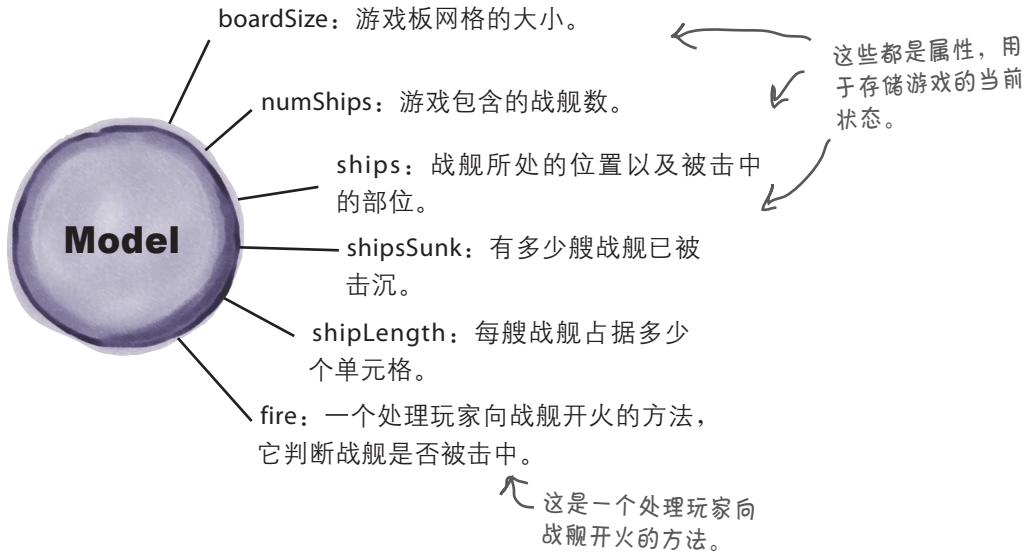 boardSize：游戏板网格的大小。
这些都是属性，用
于存储游戏的当前
状态。
numShips：游戏包含的战舰数。
ships：战舰所处的位置以及被击中
的部位。
Model
shipsSunk：有多少艘战舰已被
击沉。
shipLength：每艘战舰占据多少
个单元格。
fire：一个处理玩家向战舰开火的方法，
它判断战舰是否被击中。
这是一个处理玩家向
战舰开火的方法。